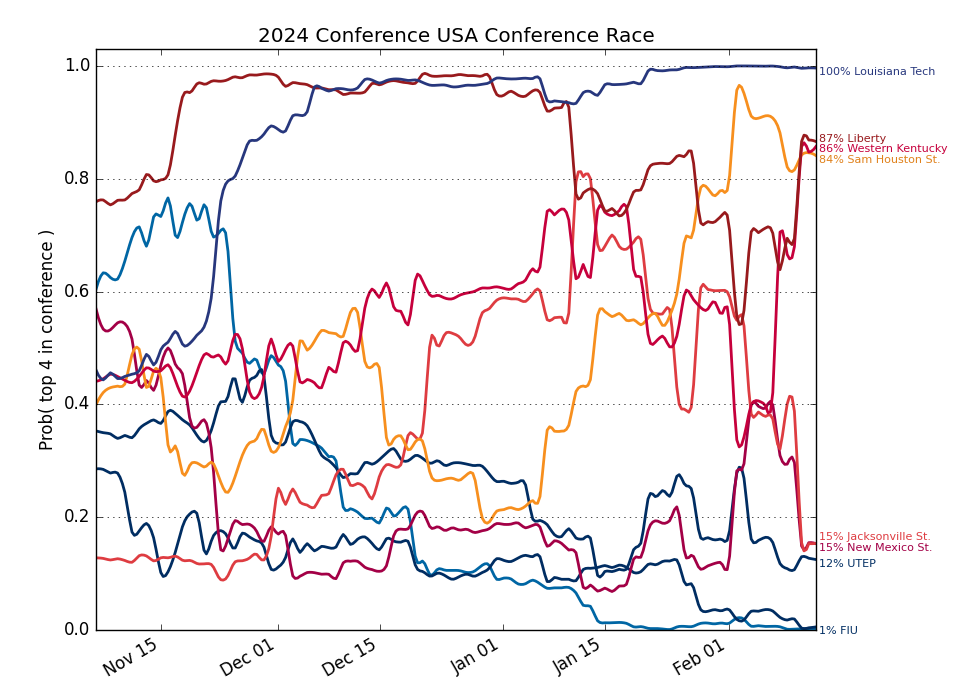 2024 Conference USA Conference Race
Prob( top 4 in conference )
1.0
0.8
0.6
0.4
0.2
0.0
Nov 15
Dec 01
Dec 15
Jan 01
Jan 15
Feb 01
100% Louisiana Tech
87% Liberty
86% Western Kentucky
84% Sam Houston St.
15% Jacksonville St.
15% New Mexico St.
12% UTEP
1% FIU